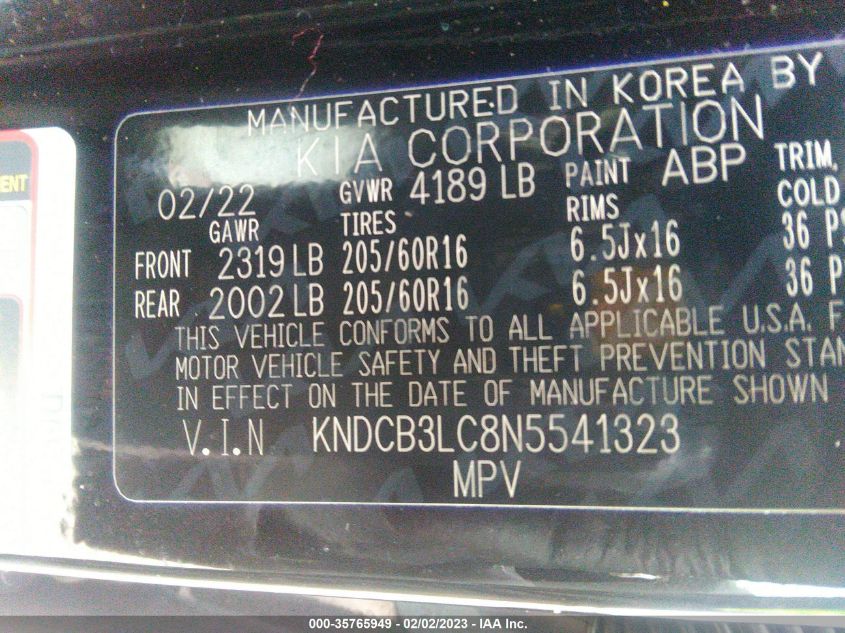 MANUFACTURED IN KOREA BY
KIA CORPORATION
02/22 GVWR 4189 LB PAINT ABP TRIM,
GAWR TIRES RIMS COLD
FRONT 2319 LB 205/60R16 6.5Jx16 36 PS
REAR 2002 LB 205/60R16 6.5Jx16 36 P
THIS VEHICLE CONFORMS TO ALL APPLICABLE U.S.A. F
MOTOR VEHICLE SAFETY AND THEFT PREVENTION STAN
IN EFFECT ON THE DATE OF MANUFACTURE SHOWN
V.I.N KNDCB3LC8N5541323
MPV
000-35765949 - 02/02/2023 - IAA Inc.